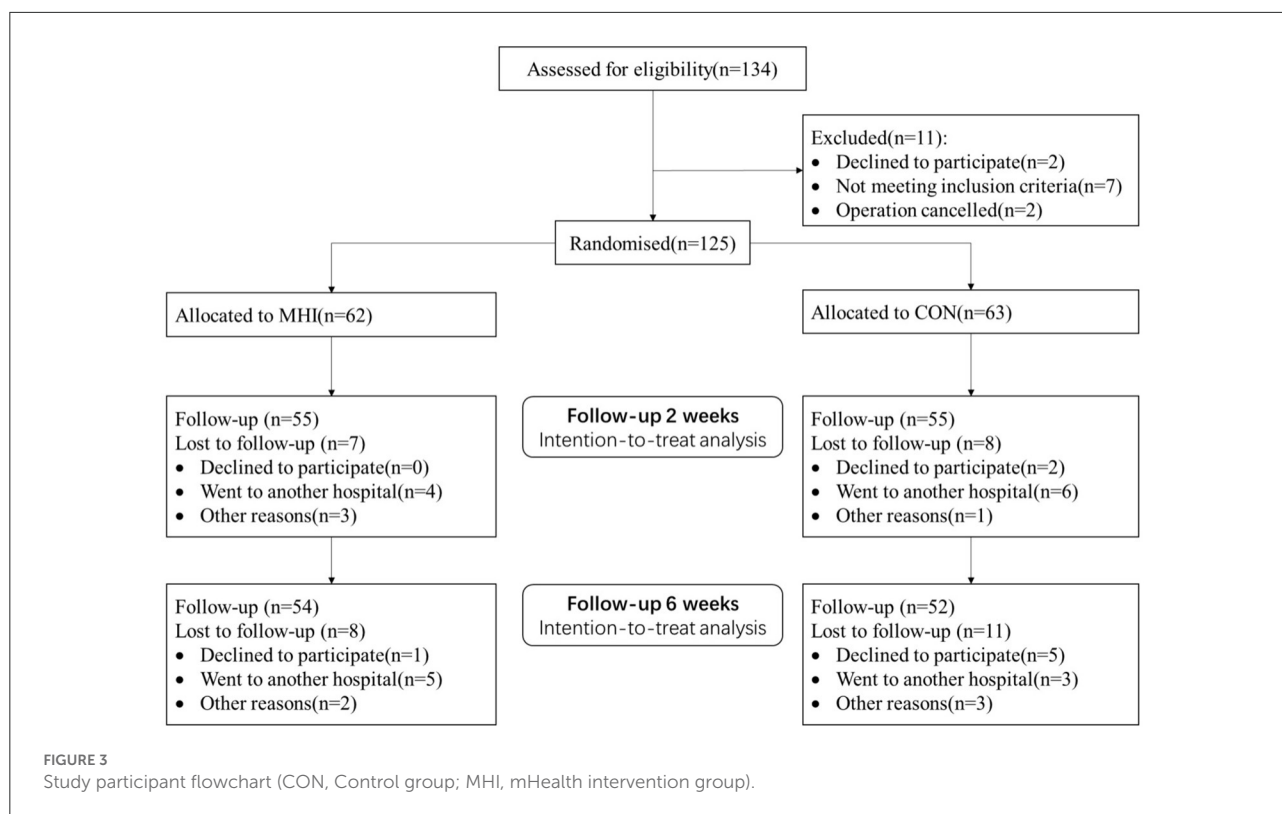 Assessed for eligibility(n=134)
Excluded(n=11):
• Declined to participate(n=2)
• Not meeting inclusion criteria(n=7)
• Operation cancelled(n=2)
Randomised(n=125)
Allocated to MHI(n=62)
Allocated to CON(n=63)
Follow-up (n=55)
Lost to follow-up (n=7)
• Declined to participate(n=0)
• Went to another hospital(n=4)
• Other reasons(n=3)
Follow-up 2 weeks
Intention-to-treat analysis
Follow-up (n=55)
Lost to follow-up (n=8)
• Declined to participate(n=2)
• Went to another hospital(n=6)
• Other reasons(n=1)
Follow-up (n=54)
Lost to follow-up (n=8)
• Declined to participate(n=1)
• Went to another hospital(n=5)
• Other reasons(n=2)
Follow-up 6 weeks
Intention-to-treat analysis
Follow-up (n=52)
Lost to follow-up (n=11)
• Declined to participate(n=5)
• Went to another hospital(n=3)
• Other reasons(n=3)
FIGURE 3
Study participant flowchart (CON, Control group; MHI, mHealth intervention group).